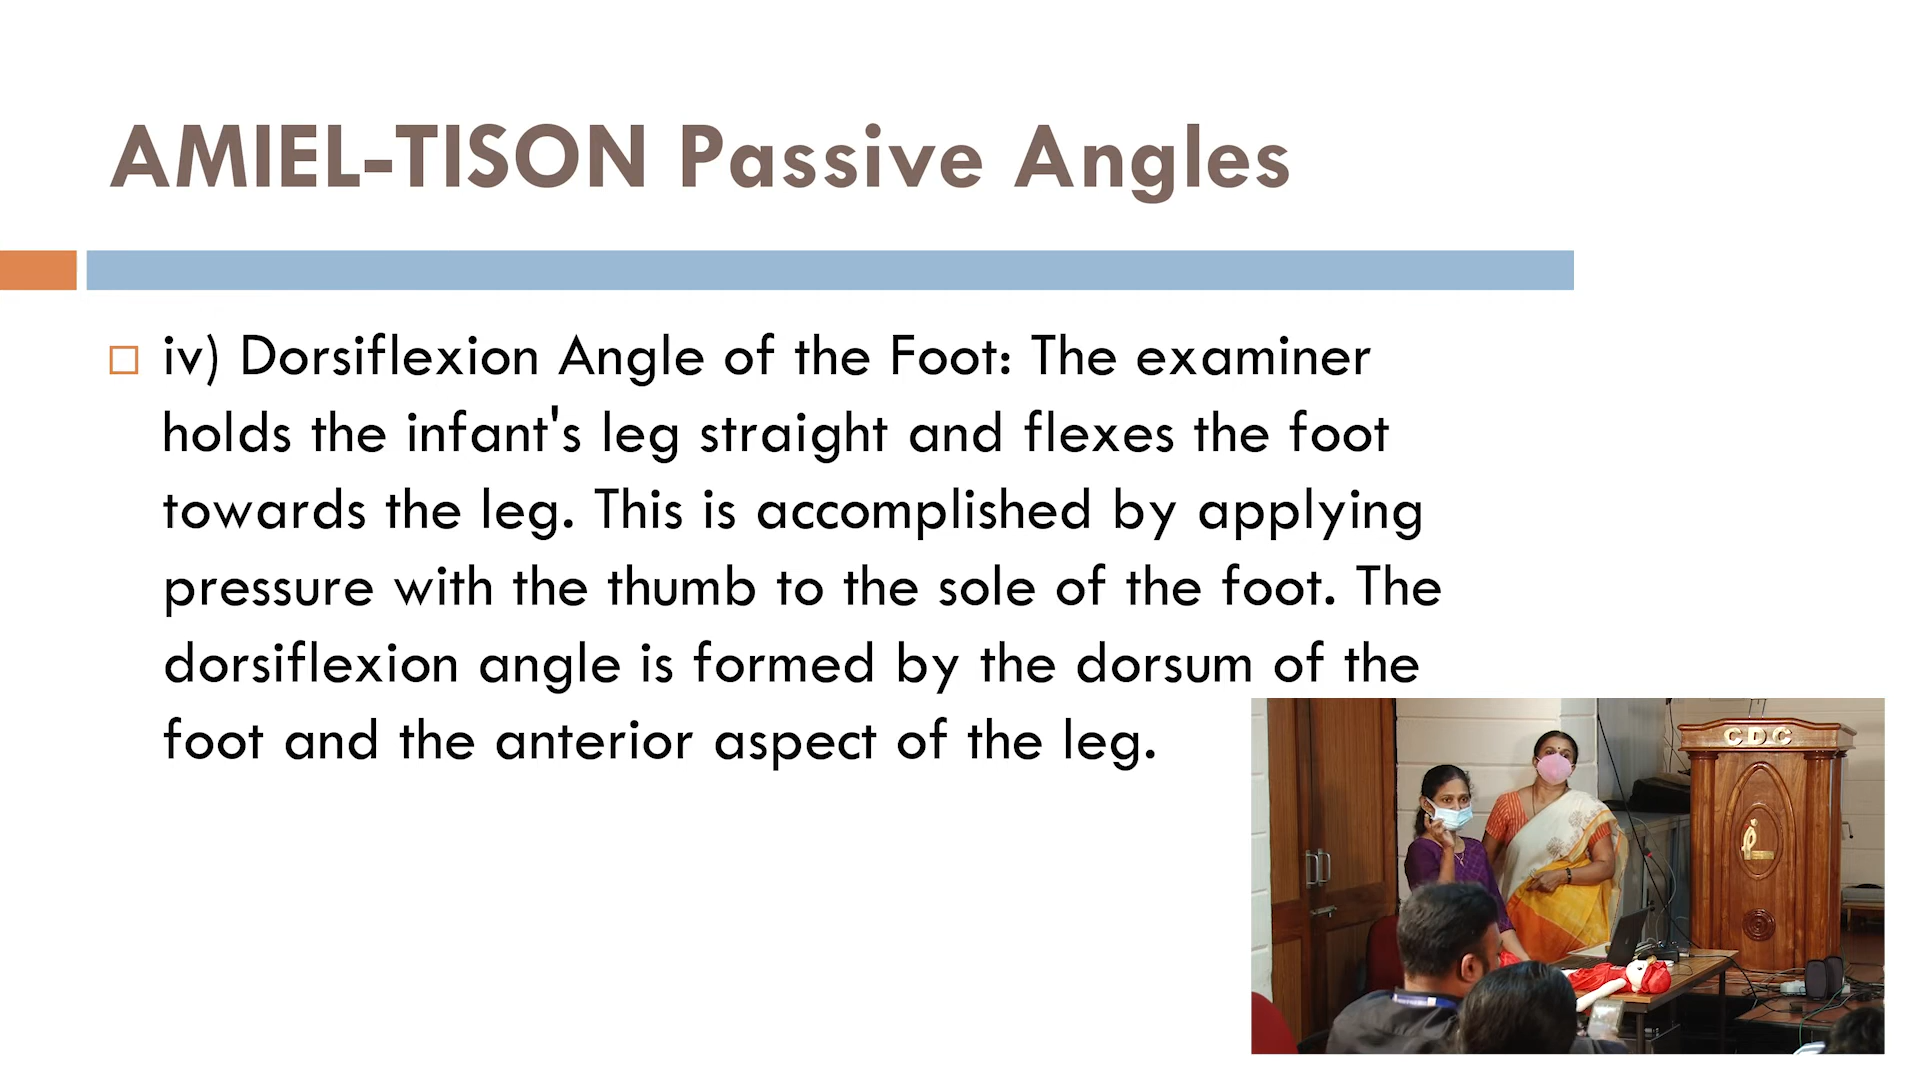 AMIEL-TISON Passive Angles
iv) Dorsiflexion Angle of the Foot: The examiner
holds the infant's leg straight and flexes the foot
towards the leg. This is accomplished by applying
pressure with the thumb to the sole of the foot. The
dorsiflexion angle is formed by the dorsum of the
foot and the anterior aspect of the leg.
CDC